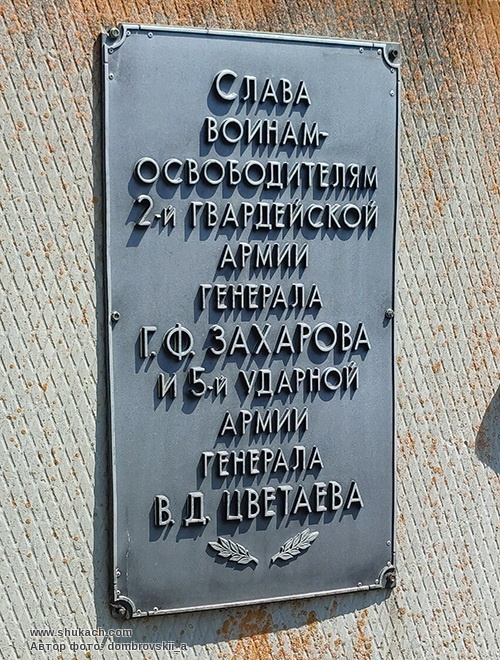 Слава
воинам-
освободителям
2-й гвардейской
армии
генерала
Г.Ф. Захарова
и 5-й ударной
армии
генерала
В.Д. Цветаева
www.shukach.com
Автор фото: dombrovskii_a